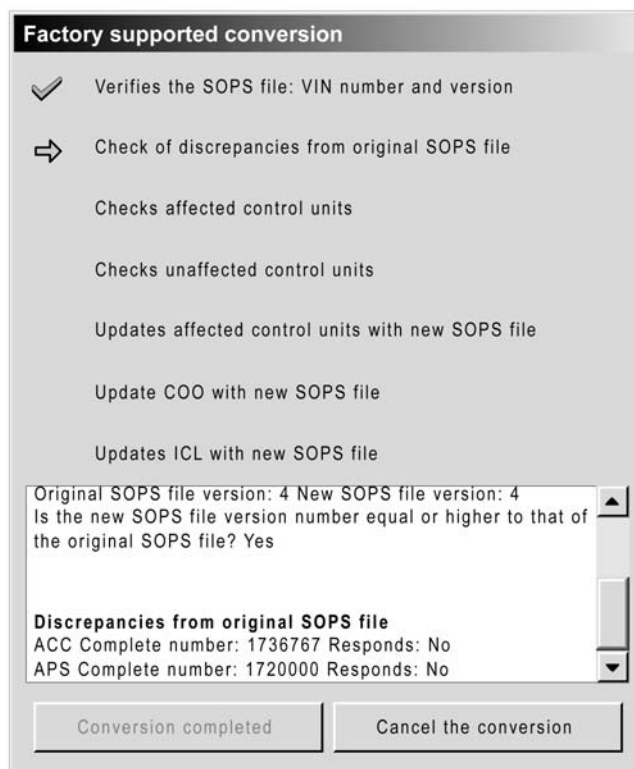 Factory supported conversion
Verifies the SOPS file: VIN number and version
Check of discrepancies from original SOPS file
Checks affected control units
Checks unaffected control units
Updates affected control units with new SOPS file
Update COO with new SOPS file
Updates ICL with new SOPS file
Original SOPS file version: 4 New SOPS file version: 4
Is the new SOPS file version number equal or higher to that of
the original SOPS file? Yes
Discrepancies from original SOPS file
ACC Complete number: 1736767 Responds: No
APS Complete number: 1720000 Responds: No
Conversion completed
Cancel the conversion